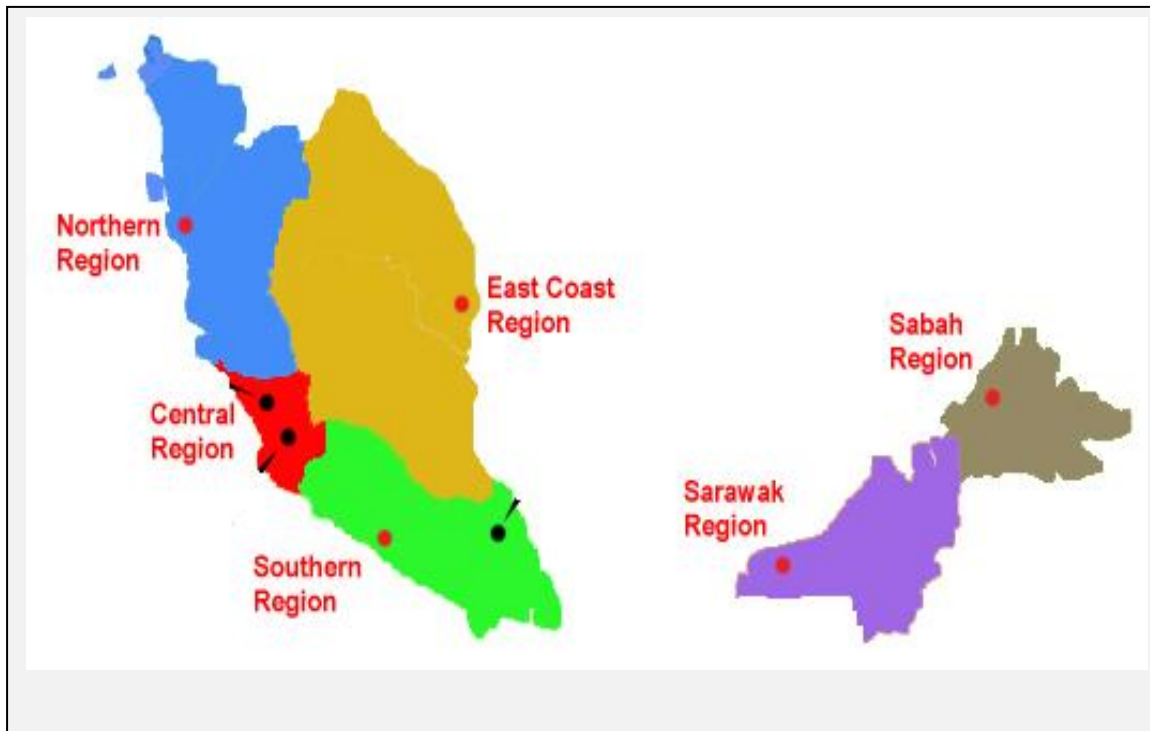 Northern
Region
East Coast
Region
Sabah
Region
Central
Region
Sarawak
Region
Southern
Region